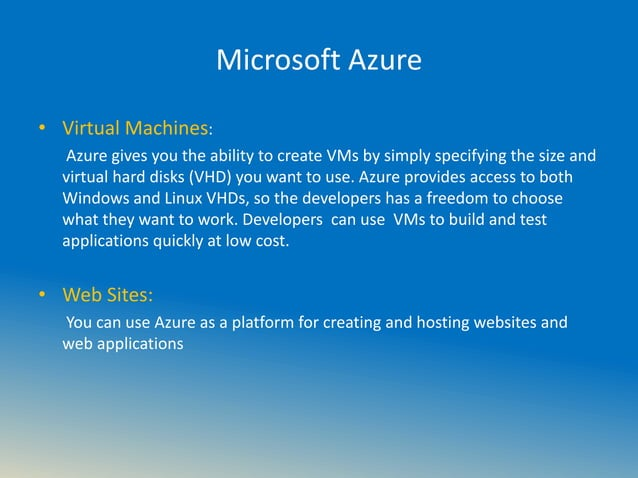 Microsoft Azure
• Virtual Machines:
Azure gives you the ability to create VMs by simply specifying the size and
virtual hard disks (VHD) you want to use. Azure provides access to both
Windows and Linux VHDs, so the developers has a freedom to choose
what they want to work. Developers  can use  VMs to build and test
applications quickly at low cost.
• Web Sites:
You can use Azure as a platform for creating and hosting websites and
web applications